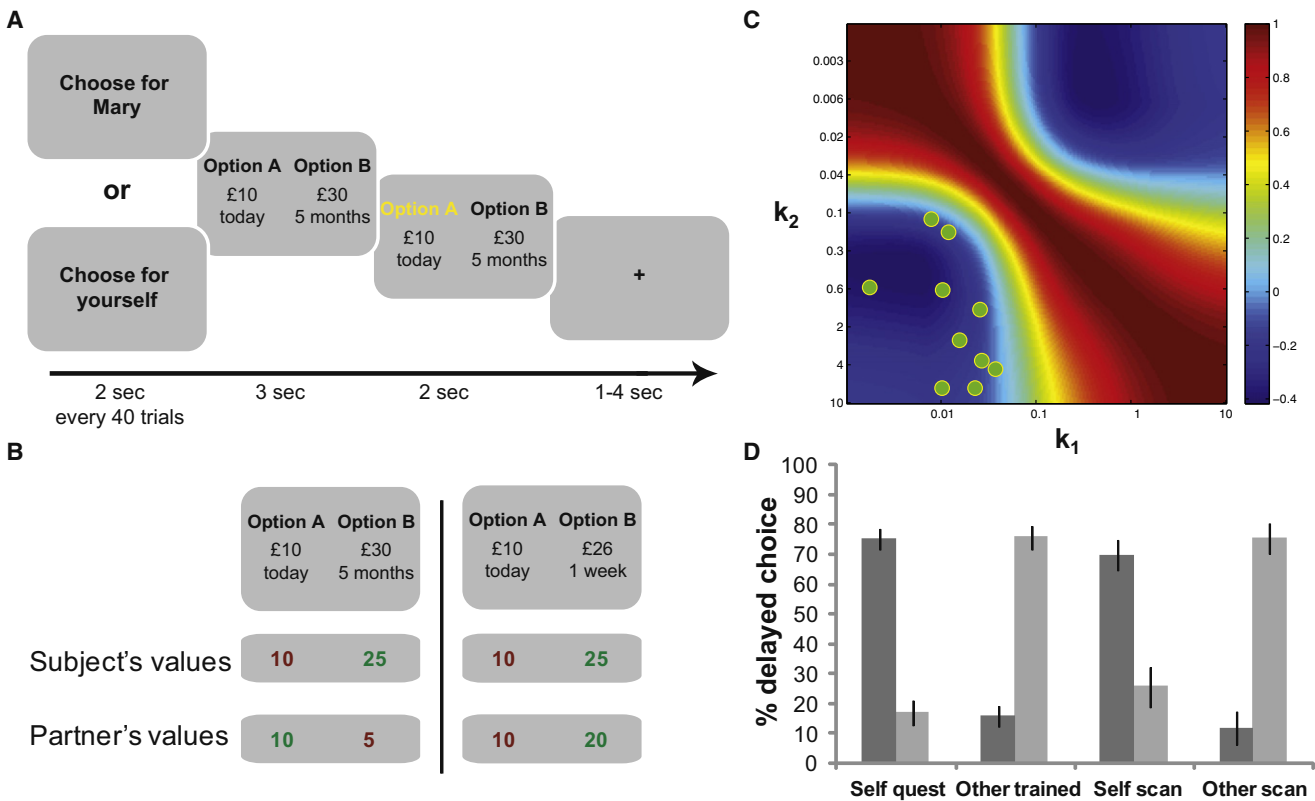 A
Choose for
Mary
or
Choose for
yourself
Option A Option B
£10 £30
today 5 months
Option A Option B
£10 £30
today 5 months
+
2 sec 3 sec 2 sec 1-4 sec
every 40 trials
B
Option A Option B
£10 £30
today 5 months
Option A Option B
£10 £26
today 1 week
Subject's values 10 25 10 25
Partner's values 10 5 10 20
C
0.003
0.006
0.02
0.04
0.1
0.3
0.6
2
4
10
k2
0.01 0.1 1 10
k1
1
0.8
0.6
0.4
0.2
0
−0.2
−0.4
D
% delayed choice
100
90
80
70
60
50
40
30
20
10
0
Self quest Other trained Self scan Other scan